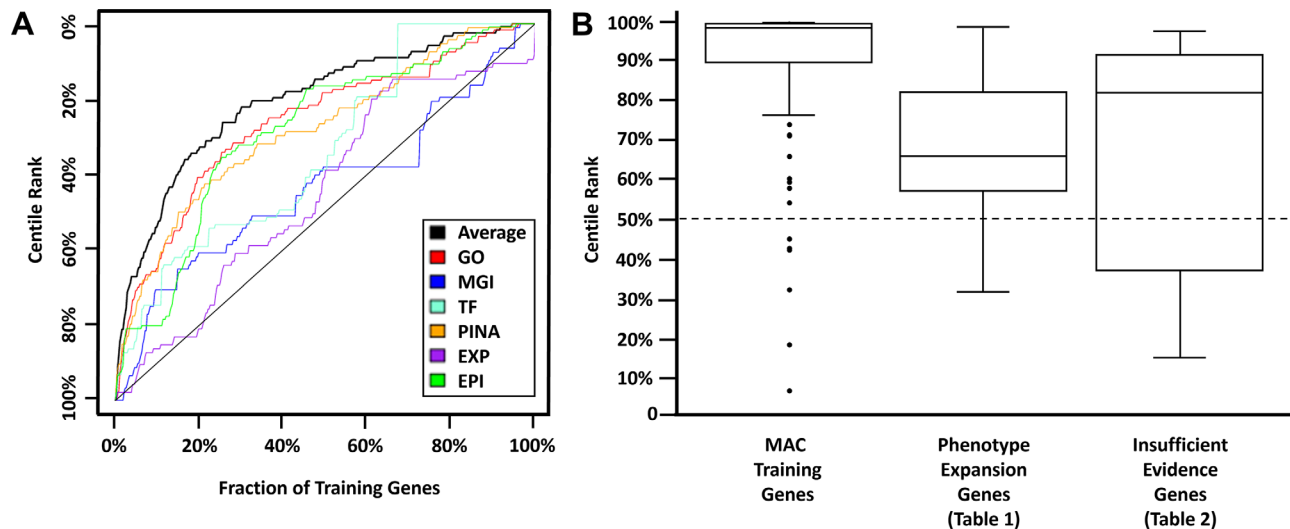 A
Centile Rank
0%
20%
40%
60%
80%
100%
Average
GO
MGI
TF
PINA
EXP
EPI
0%
20%
40%
60%
80%
100%
Fraction of Training Genes
B
Centile Rank
100%
90%
80%
70%
60%
50%
40%
30%
20%
10%
0
MAC
Training
Genes
Phenotype
Expansion
Genes
(Table 1)
Insufficient
Evidence
Genes
(Table 2)